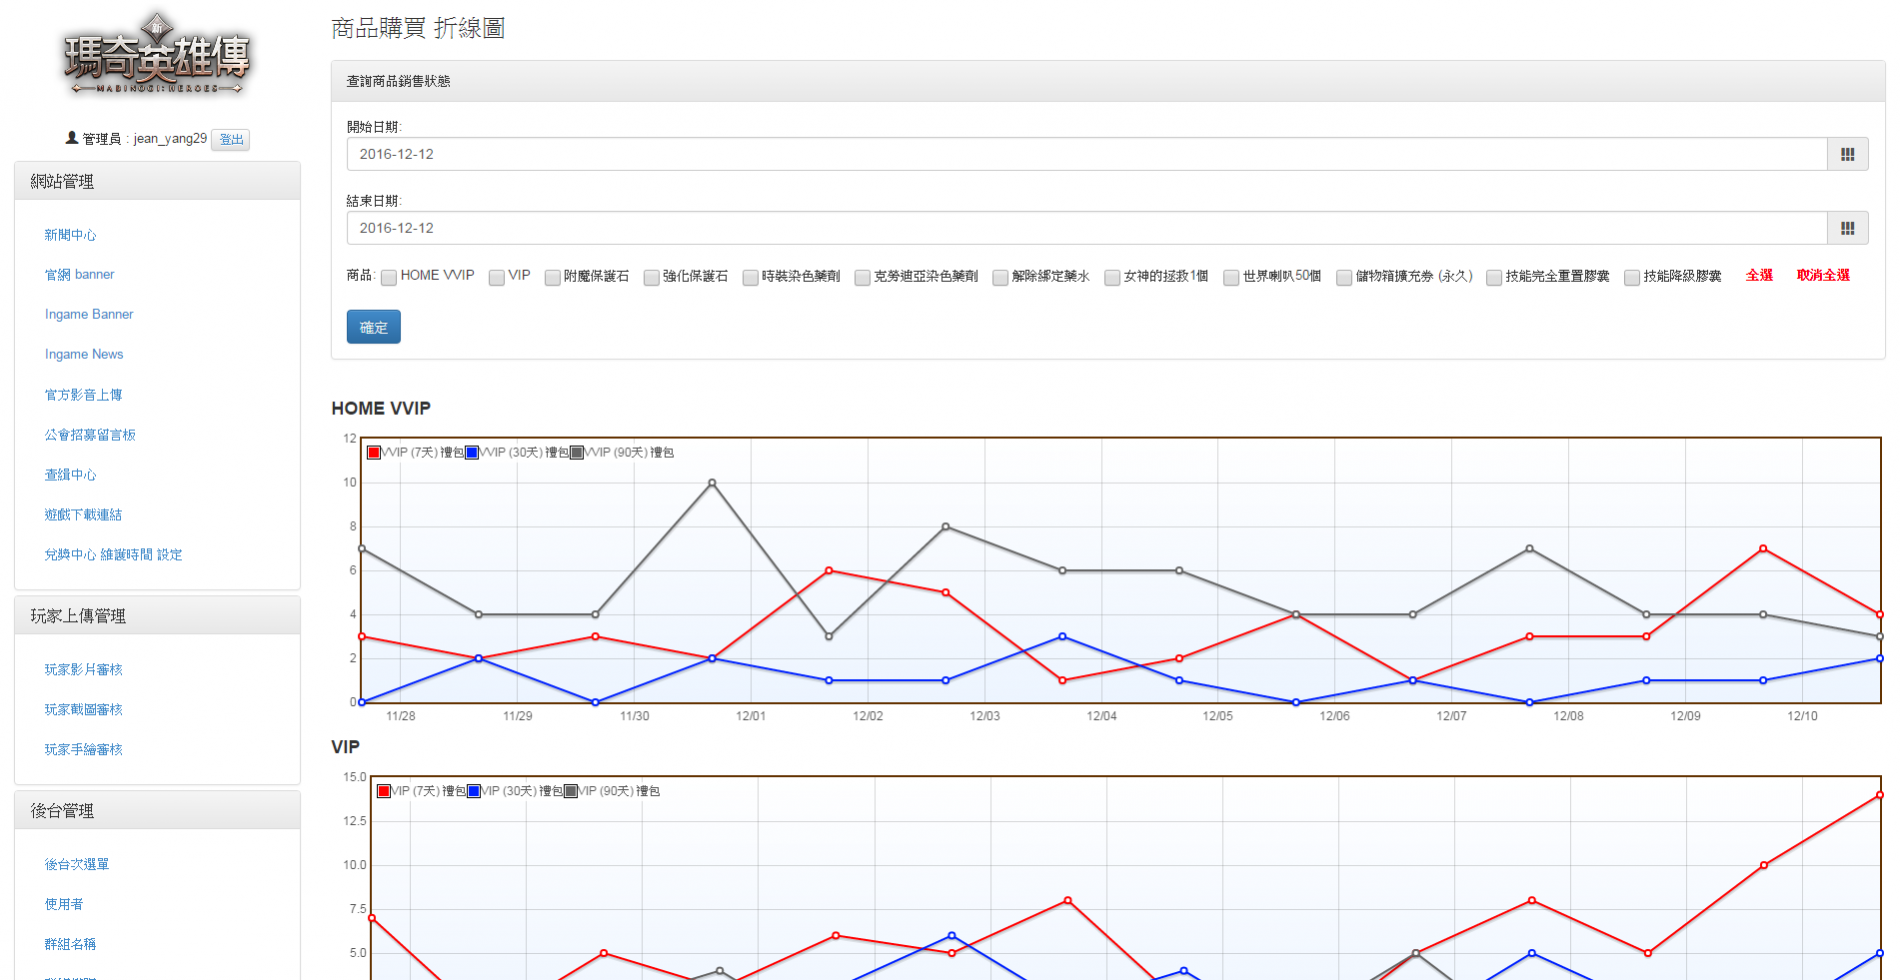 新
瑪奇英雄傳
MABINOGI: HEROES
管理員 : jean_yang29 登出
網站管理
新聞中心
官網 banner
Ingame Banner
Ingame News
官方影音上傳
公會招募留言板
查緝中心
遊戲下載連結
兌獎中心 維護時間 設定
玩家上傳管理
玩家影片審核
玩家截圖審核
玩家手繪審核
後台管理
後台次選單
使用者
群組名稱
商品購買 折線圖
查詢商品銷售狀態
開始日期:
2016-12-12
結束日期:
2016-12-12
商品: HOME VVIP VIP 附魔保護石 強化保護石 時裝染色藥劑 克勞迪亞染色藥劑 解除綁定藥水 女神的拯救1個 世界喇叭50個 儲物箱擴充券 (永久) 技能完全重置膠囊 技能降級膠囊 全選 取消全選
確定
HOME VVIP
VVIP (7天) 禮包 VVIP (30天) 禮包 VVIP (90天) 禮包
12
10
8
6
4
2
0
11/28 11/29 11/30 12/01 12/02 12/03 12/04 12/05 12/06 12/07 12/08 12/09 12/10
VIP
VIP (7天) 禮包 VIP (30天) 禮包 VIP (90天) 禮包
15.0
12.5
10.0
7.5
5.0